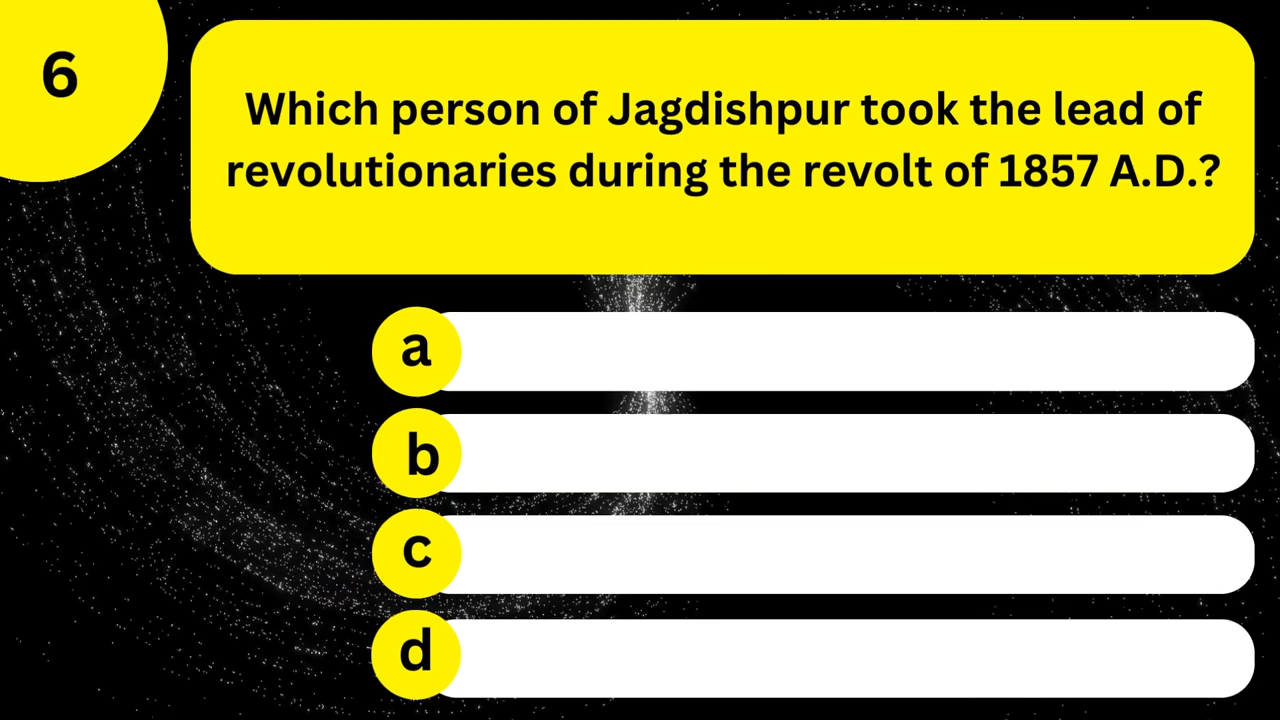 6
Which person of Jagdishpur took the lead of
revolutionaries during the revolt of 1857 A.D.?
a
b
c
d